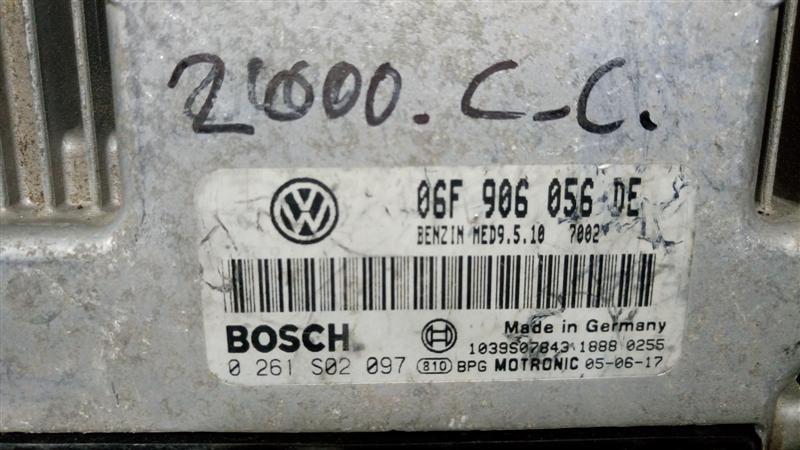 2000. C-C.
06F 906 056 DE
BENZIN MED9.5.10 7002
BOSCH
Made in Germany
1039S07843 1888 0255
0 261 S02 097 810 BPG MOTRONIC 05-06-17